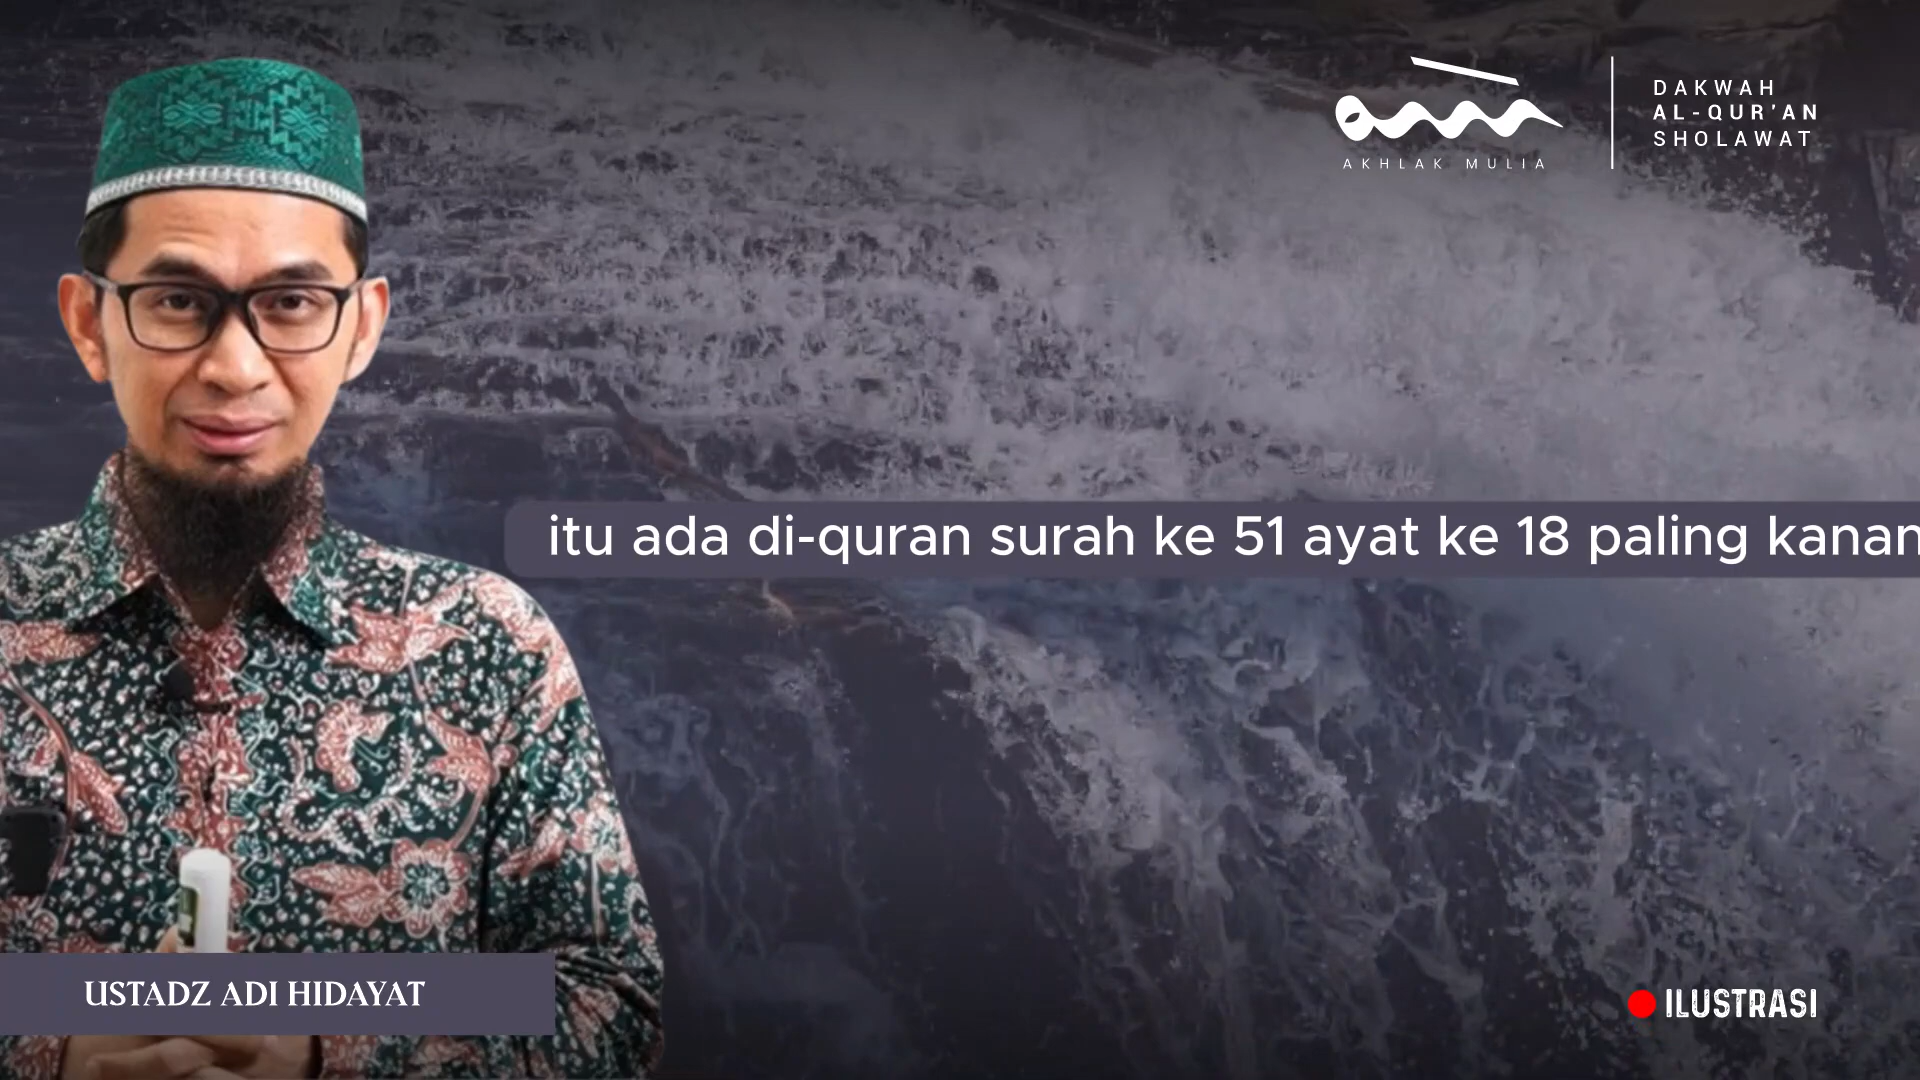 AKHLAK MULIA
DAKWAH
AL-QUR'AN
SHOLAWAT
itu ada di-quran surah ke 51 ayat ke 18 paling kanan
USTADZ ADI HIDAYAT
ILUSTRASI